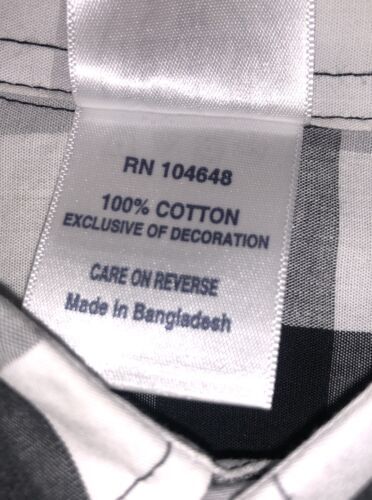 RN 104648
100% COTTON
EXCLUSIVE OF DECORATION
CARE ON REVERSE
Made in Bangladesh